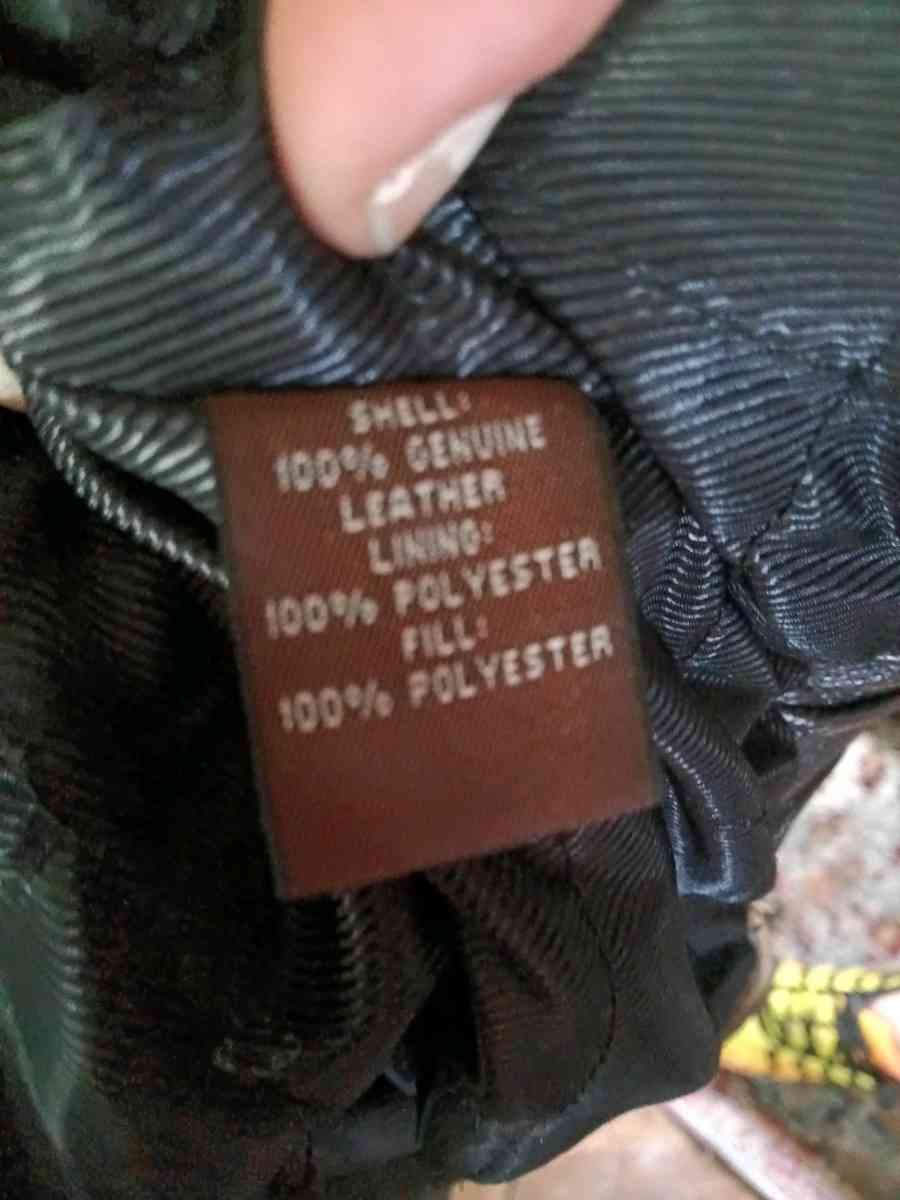 SHELL:
100% GENUINE
LEATHER
LINING:
100% POLYESTER
FILL:
100% POLYESTER